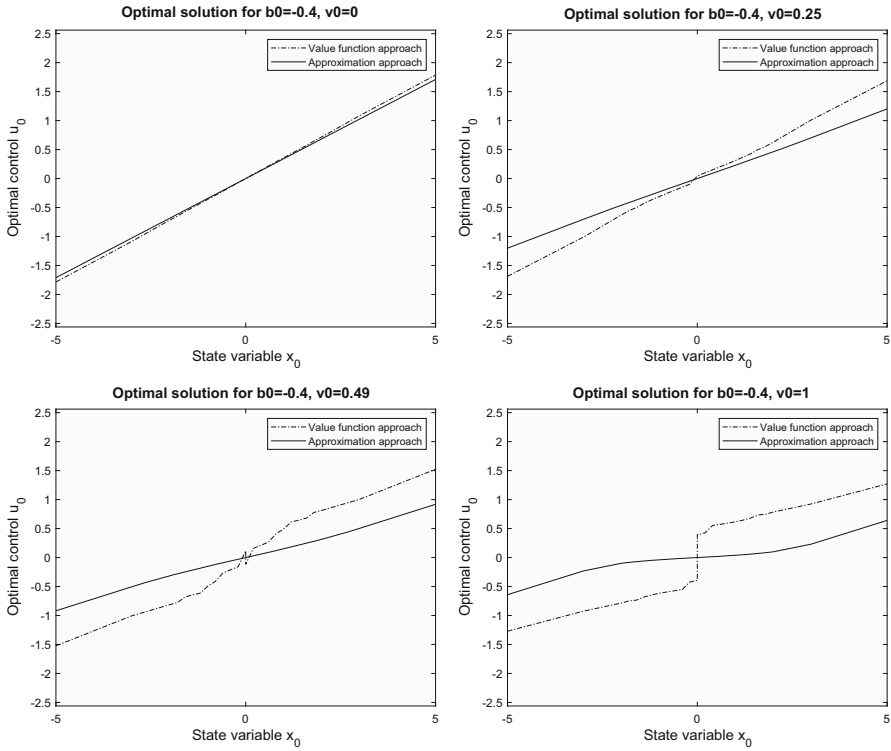 Optimal solution for b0=-0.4, v0=0
2.5
2
1.5
1
0.5
0
-0.5
-1
-1.5
-2
-2.5
Optimal control u0
-5 0 5
State variable x0
Value function approach
Approximation approach
Optimal solution for b0=-0.4, v0=0.25
2.5
2
1.5
1
0.5
0
-0.5
-1
-1.5
-2
-2.5
Optimal control u0
-5 0 5
State variable x0
Value function approach
Approximation approach
Optimal solution for b0=-0.4, v0=0.49
2.5
2
1.5
1
0.5
0
-0.5
-1
-1.5
-2
-2.5
Optimal control u0
-5 0 5
State variable x0
Value function approach
Approximation approach
Optimal solution for b0=-0.4, v0=1
2.5
2
1.5
1
0.5
0
-0.5
-1
-1.5
-2
-2.5
Optimal control u0
-5 0 5
State variable x0
Value function approach
Approximation approach